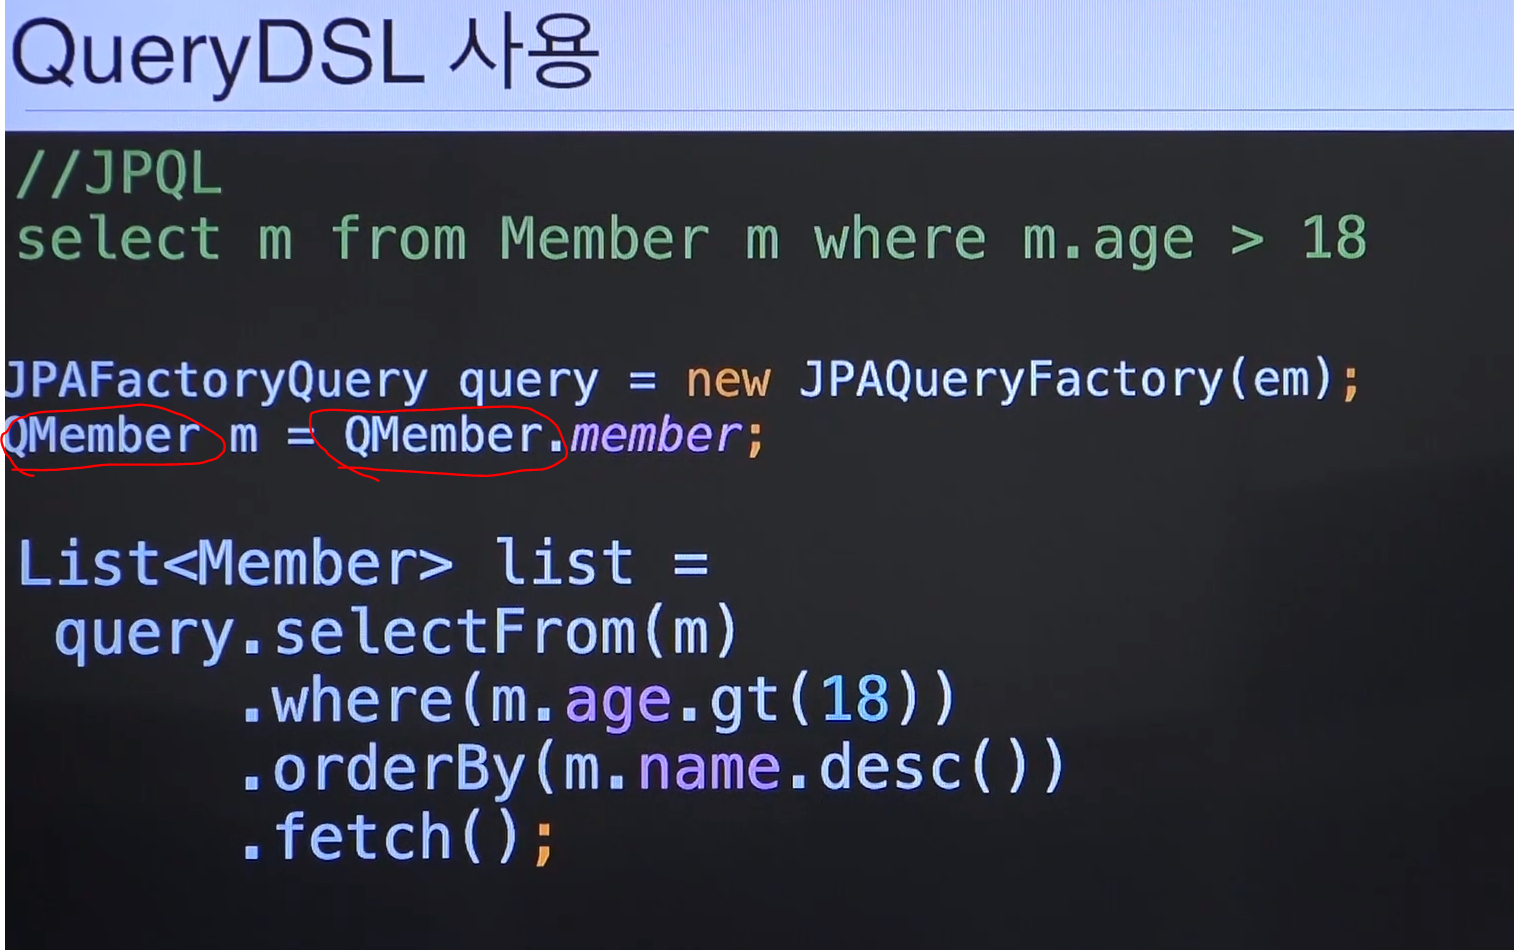 QueryDSL 사용
//JPQL
select m from Member m where m.age > 18
JPAFactoryQuery query = new JPAQueryFactory(em);
QMember m = QMember.member;
List<Member> list =
query.selectFrom(m)
.where(m.age.gt(18))
.orderBy(m.name.desc())
.fetch();